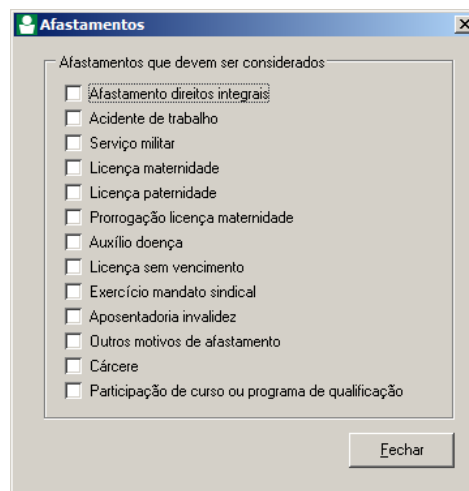 Afastamentos
Afastamentos que devem ser considerados
Afastamento direitos integrais
Acidente de trabalho
Serviço militar
Licença maternidade
Licença paternidade
Prorrogação licença maternidade
Auxílio doença
Licença sem vencimento
Exercício mandato sindical
Aposentadoria invalidez
Outros motivos de afastamento
Cárcere
Participação de curso ou programa de qualificação
Fechar